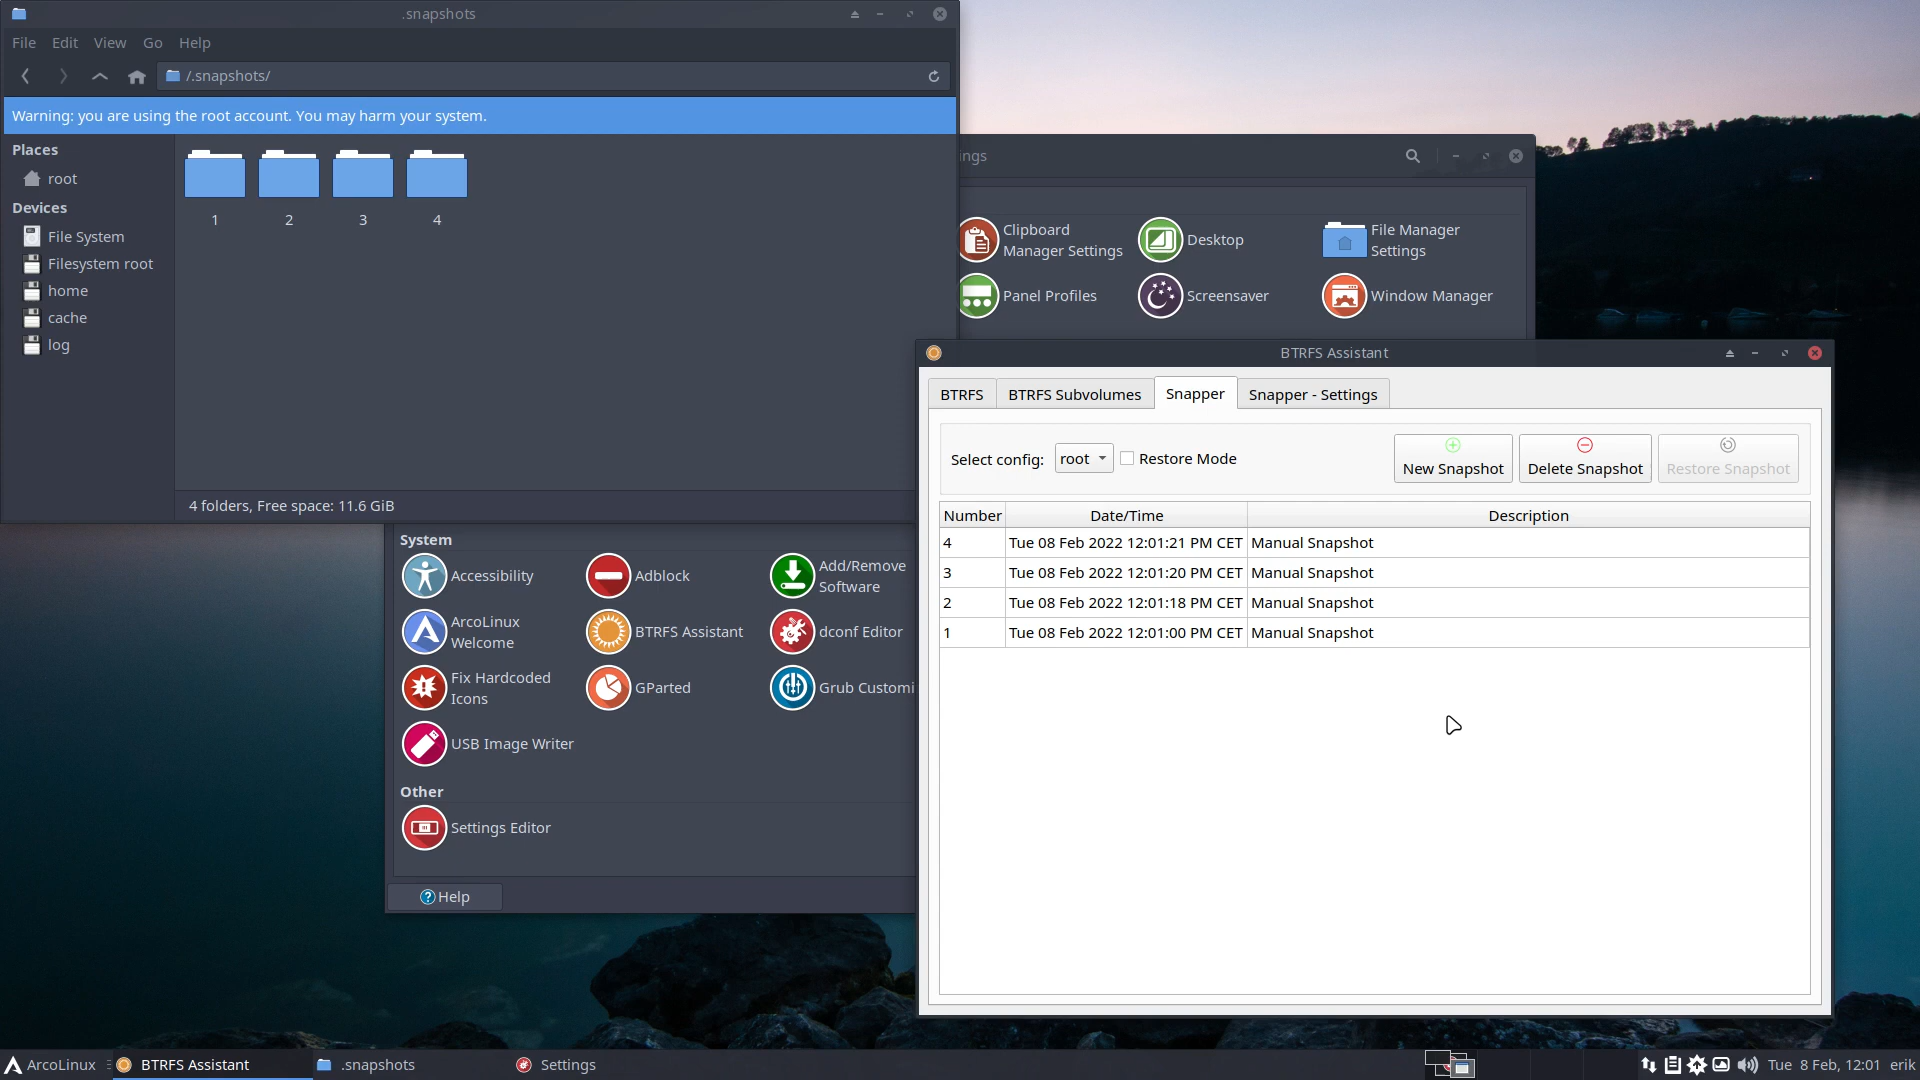 .snapshots
File Edit View Go Help
/.snapshots/
Warning: you are using the root account. You may harm your system.
Places
root
Devices
File System
Filesystem root
home
cache
log
1 2 3 4
4 folders, Free space: 11.6 GiB
ings
Clipboard
Manager Settings
Desktop
File Manager
Settings
Panel Profiles
Screensaver
Window Manager
System
Accessibility
Adblock
Add/Remove
Software
ArcoLinux
Welcome
BTRFS Assistant
dconf Editor
Fix Hardcoded
Icons
GParted
Grub Customi
USB Image Writer
Other
Settings Editor
Help
BTRFS Assistant
BTRFS BTRFS Subvolumes Snapper Snapper - Settings
Select config: root Restore Mode New Snapshot Delete Snapshot Restore Snapshot
Number Date/Time Description
4 Tue 08 Feb 2022 12:01:21 PM CET Manual Snapshot
3 Tue 08 Feb 2022 12:01:20 PM CET Manual Snapshot
2 Tue 08 Feb 2022 12:01:18 PM CET Manual Snapshot
1 Tue 08 Feb 2022 12:01:00 PM CET Manual Snapshot
ArcoLinux BTRFS Assistant .snapshots Settings Tue 8 Feb, 12:01 erik